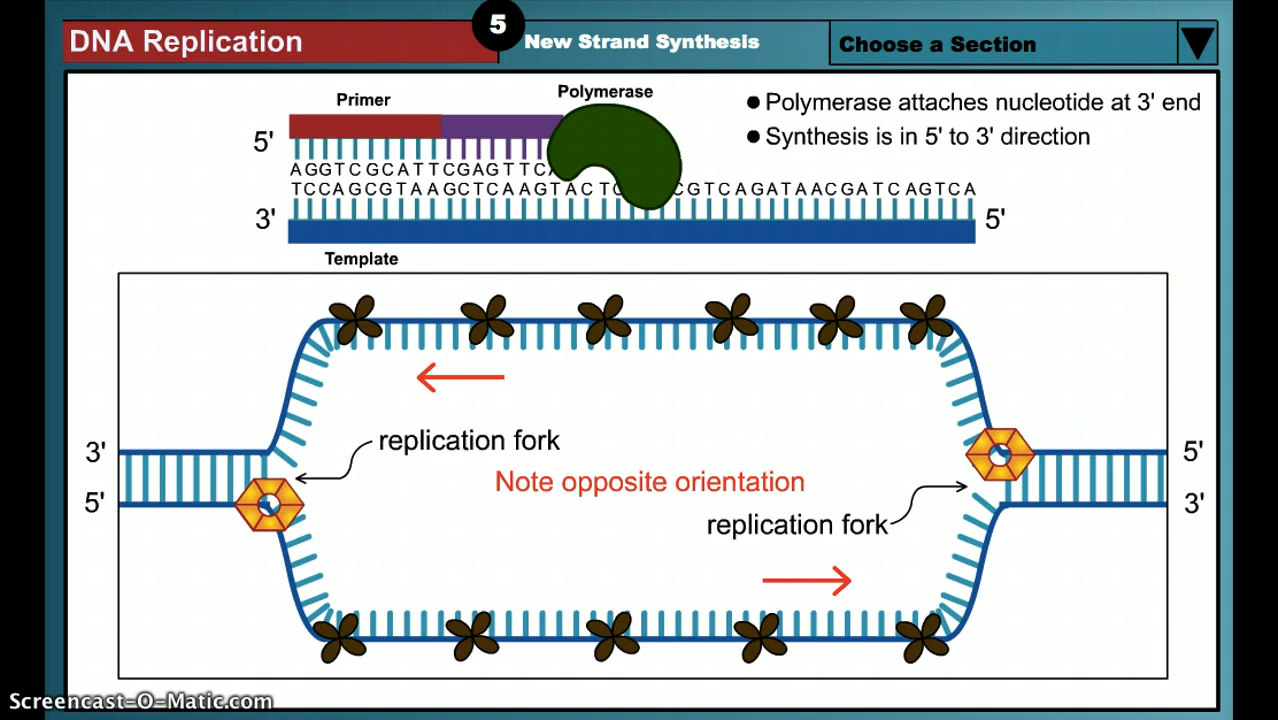 DNA Replication
5
New Strand Synthesis
Choose a Section
Primer
Polymerase
● Polymerase attaches nucleotide at 3' end
● Synthesis is in 5' to 3' direction
5'
AGGTCGCATTCGAGTTCA
TCCAGCGTAAGCTCAAGTACTC CGTCAGATAACGATCAGTCA
3'
5'
Template
replication fork
3'
5'
Note opposite orientation
5'
3'
replication fork
Screencast-O-Matic.com